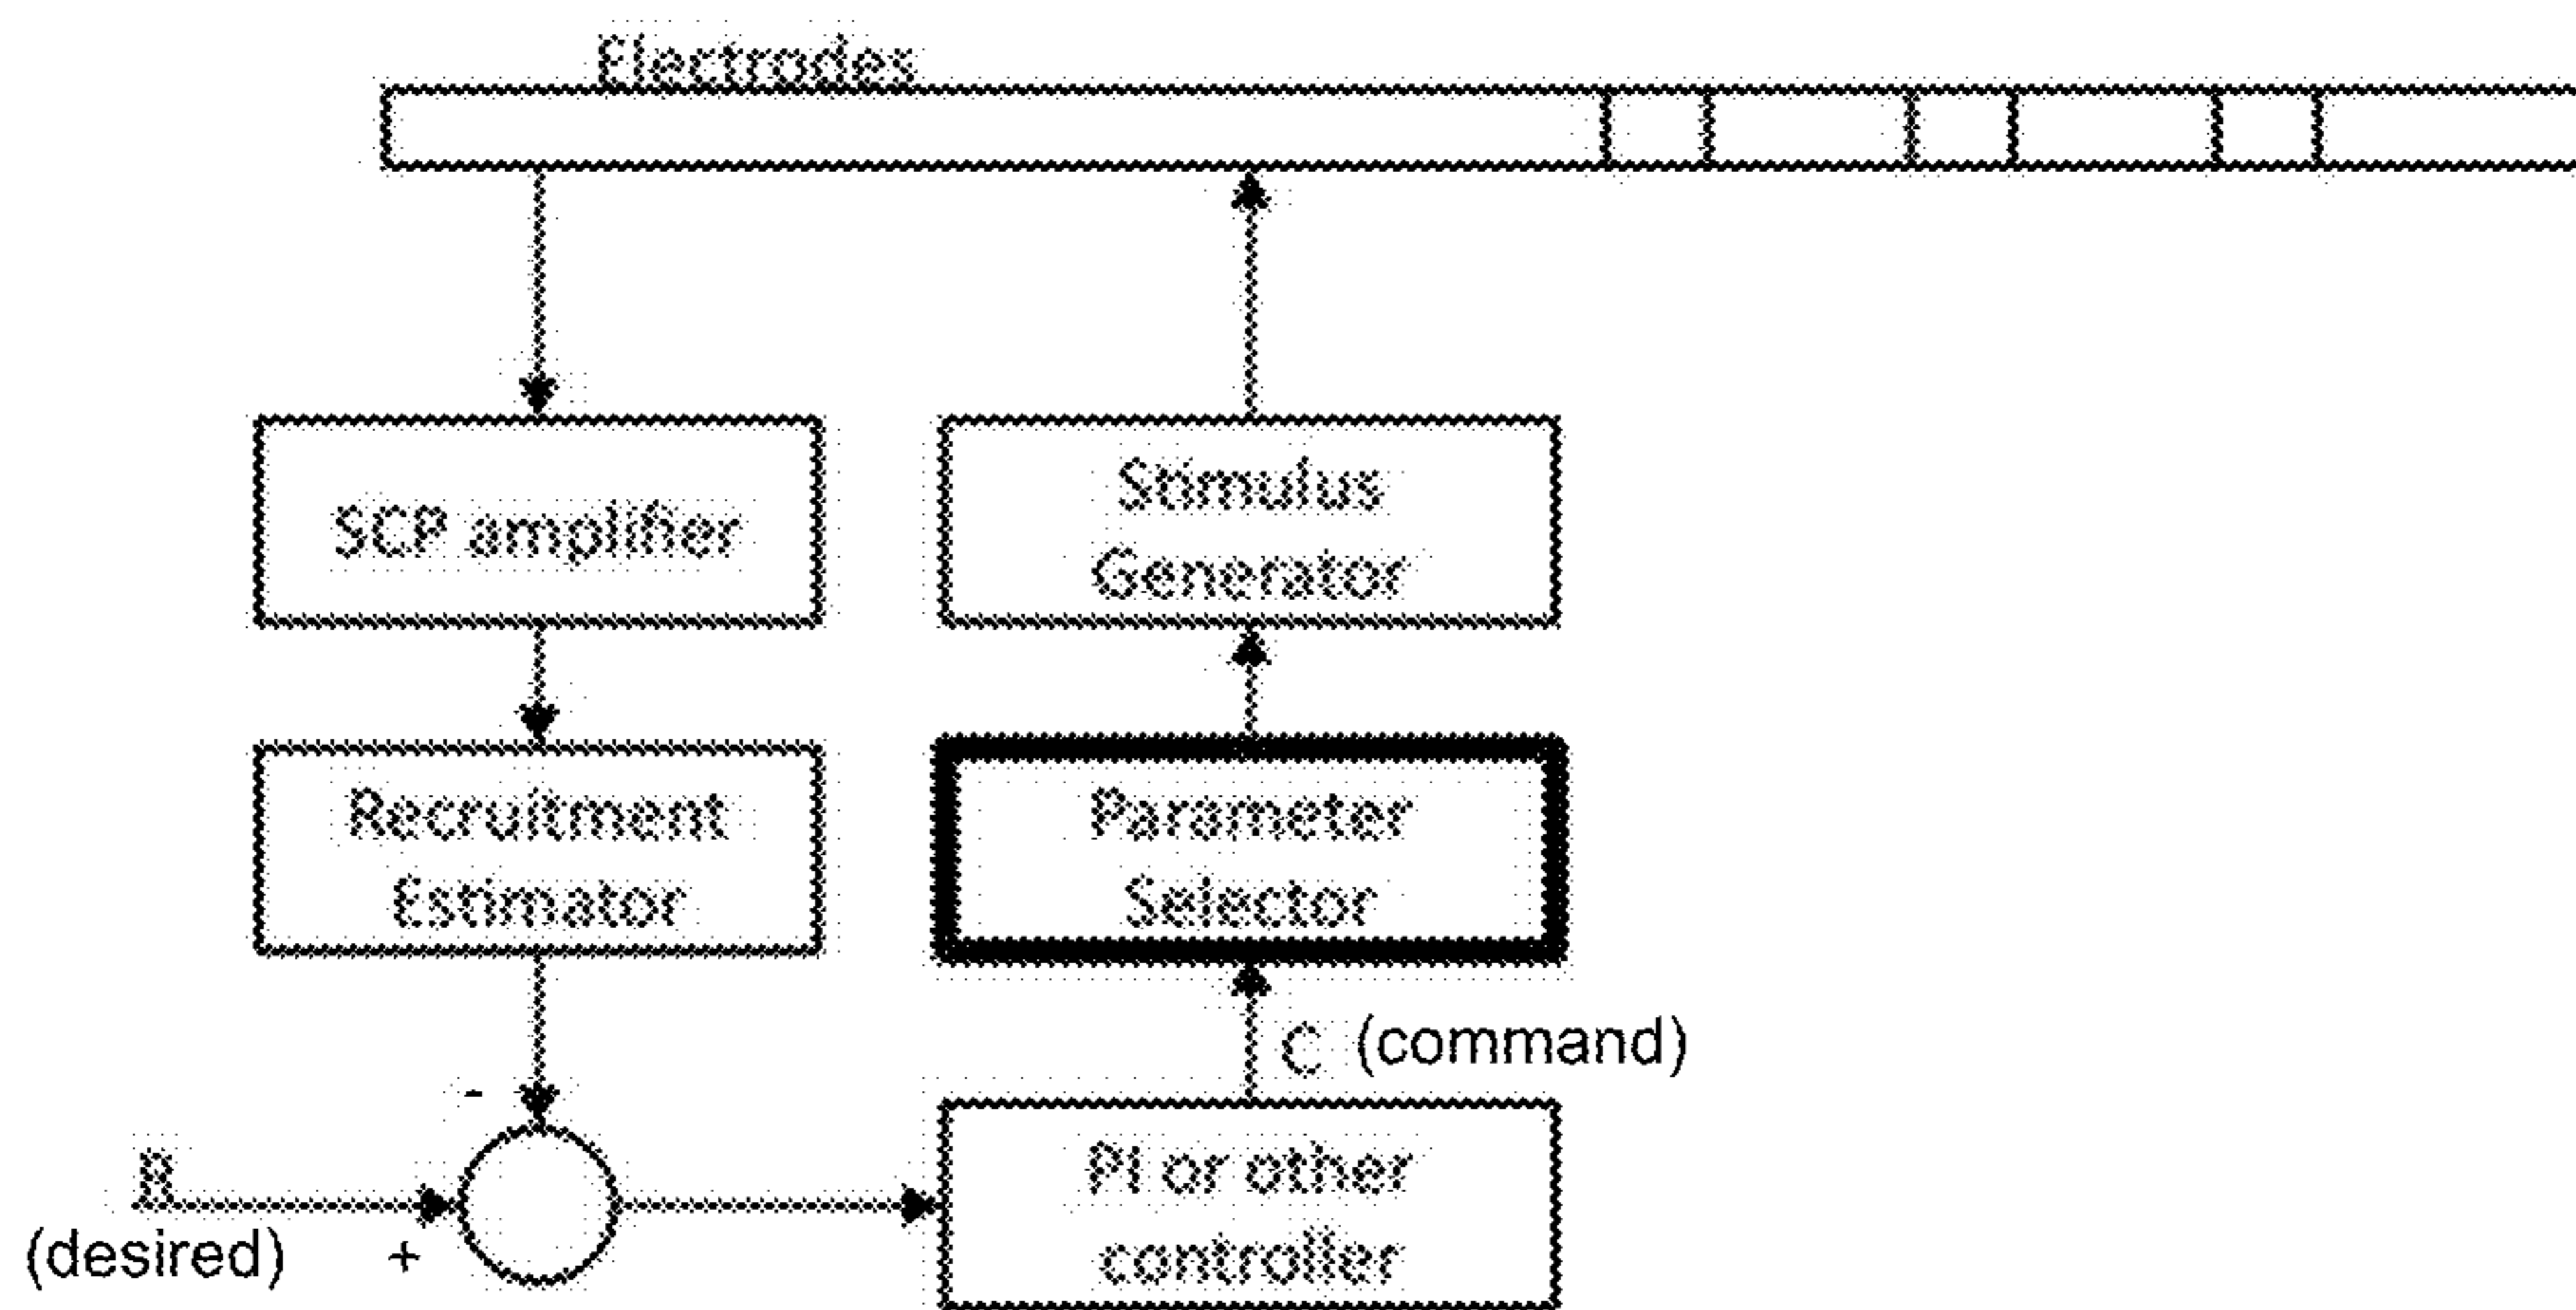 Electrodes
SCP amplifier
Stimulus
Generator
Recruitment
Estimator
Parameter
Selector
C (command)
-
R
(desired)
+
PI or other
controller